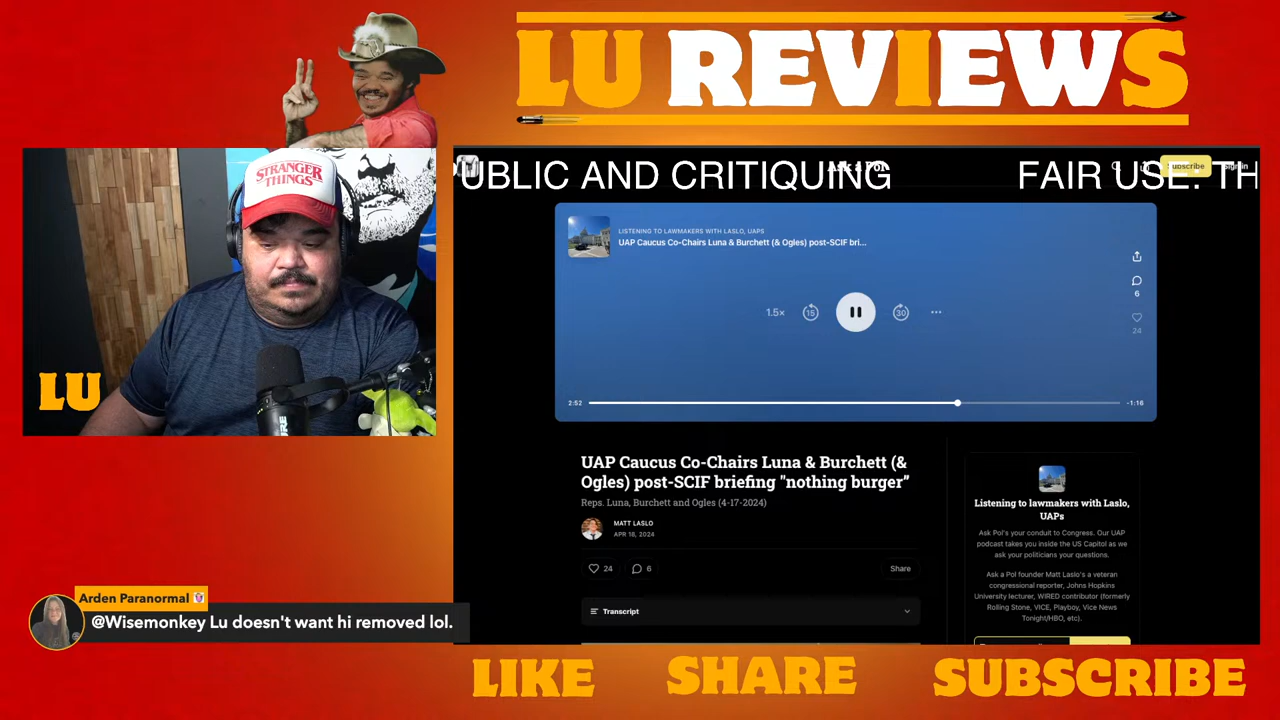 LU REVIEWS
STRANGER
THINGS
LU
UBLIC AND CRITIQUING FAIR USE: TH
Subscribe
LISTENING TO LAWMAKERS WITH LASLO, UAPS
UAP Caucus Co-Chairs Luna & Burchett (& Ogles) post-SCIF bri...
1.5×
15
30
6
24
2:52
-1:16
UAP Caucus Co-Chairs Luna & Burchett (&
Ogles) post-SCIF briefing "nothing burger”
Reps. Luna, Burchett and Ogles (4-17-2024)
MATT LASLO
APR 18, 2024
24
6
Share
Transcript
Listening to lawmakers with Laslo,
UAPs
Ask Pol's your conduit to Congress. Our UAP
podcast takes you inside the US Capitol as we
ask your politicians your questions.
Ask a Pol founder Matt Laslo's a veteran
congressional reporter, Johns Hopkins
University lecturer, WIRED contributor (formerly
Rolling Stone, VICE, Playboy, Vice News
Tonight/HBO, etc).
Arden Paranormal
@Wisemonkey Lu doesn't want hi removed lol.
LIKE
SHARE
SUBSCRIBE